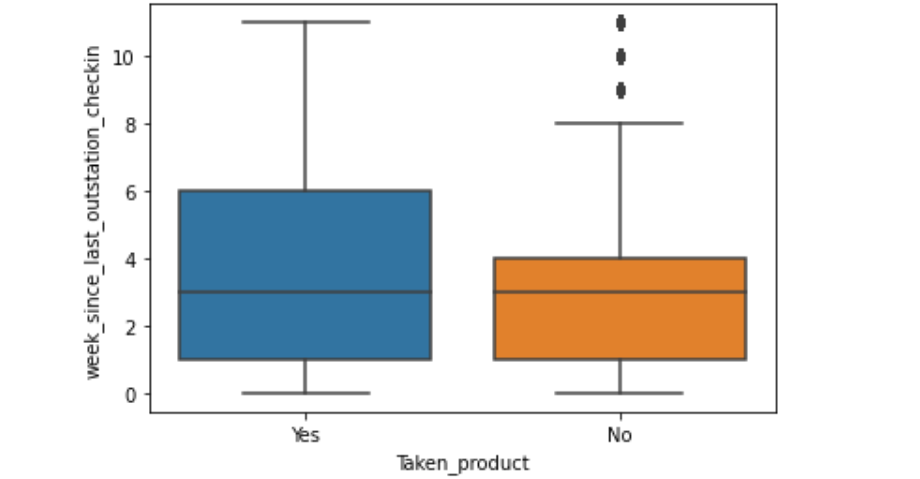 week_since_last_outstation_checkin
10
8
6
4
2
0
Yes
No
Taken_product